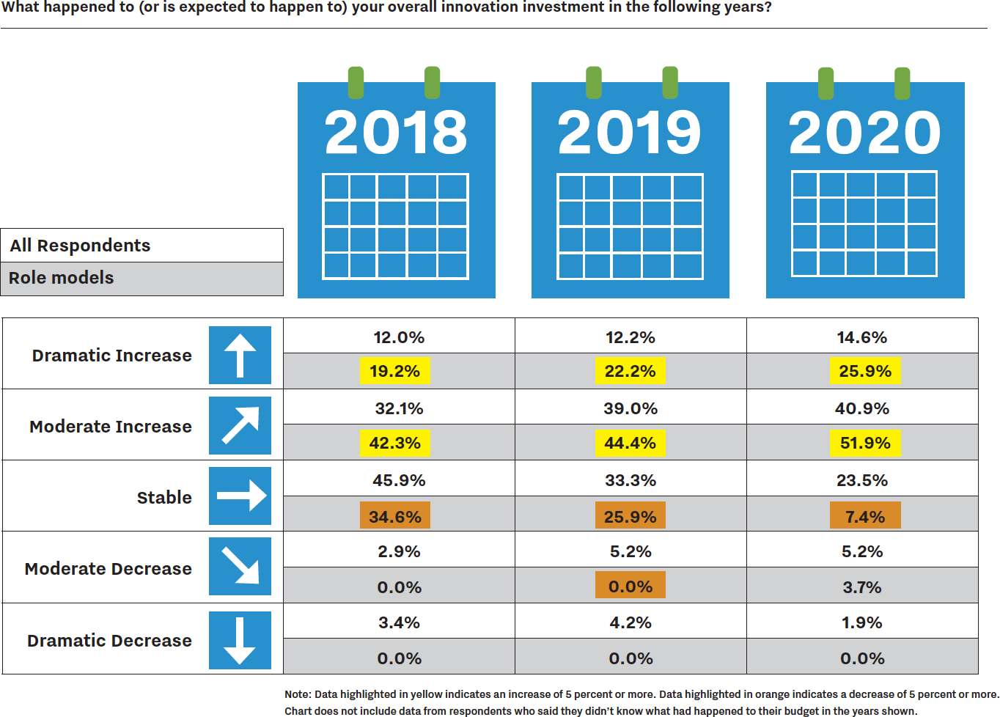 What happened to (or is expected to happen to) your overall innovation investment in the following years?
2018 2019 2020
All Respondents
Role models
Dramatic Increase
12.0% 12.2% 14.6%
19.2% 22.2% 25.9%
Moderate Increase
32.1% 39.0% 40.9%
42.3% 44.4% 51.9%
Stable
45.9% 33.3% 23.5%
34.6% 25.9% 7.4%
Moderate Decrease
2.9% 5.2% 5.2%
0.0% 0.0% 3.7%
Dramatic Decrease
3.4% 4.2% 1.9%
0.0% 0.0% 0.0%
Note: Data highlighted in yellow indicates an increase of 5 percent or more. Data highlighted in orange indicates a decrease of 5 percent or more.
Chart does not include data from respondents who said they didn't know what had happened to their budget in the years shown.